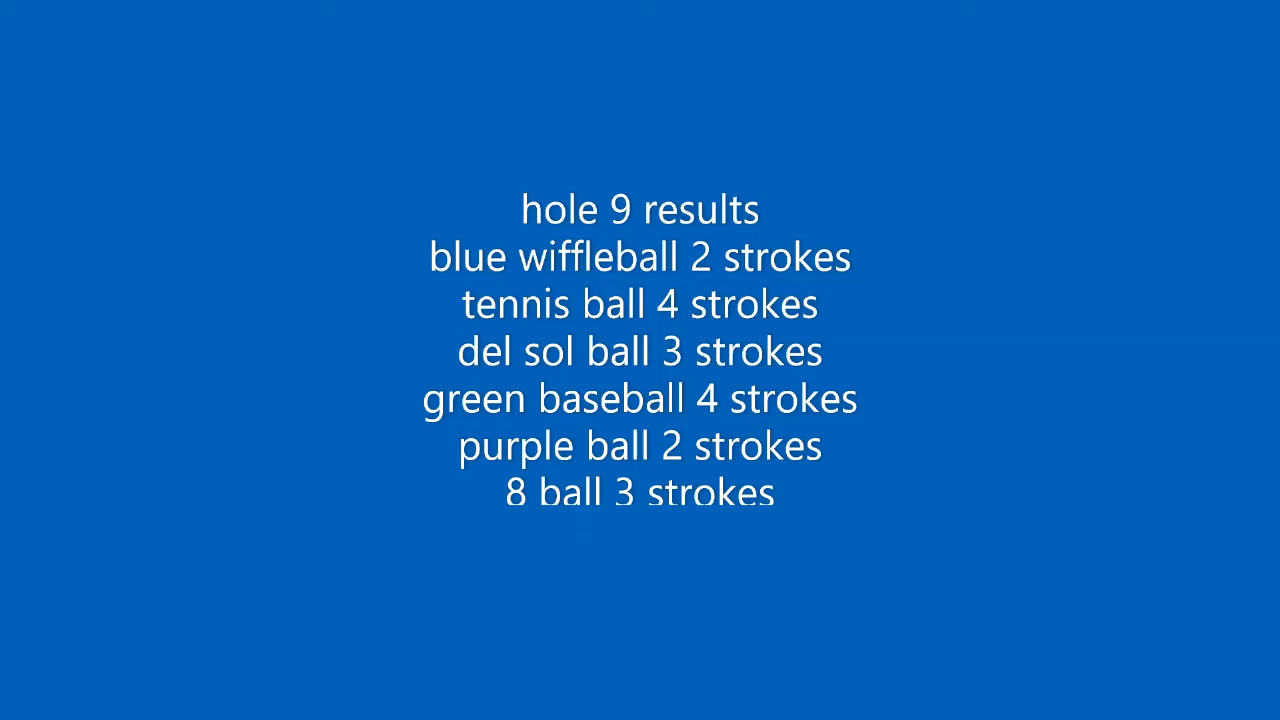 hole 9 results
blue wiffleball 2 strokes
tennis ball 4 strokes
del sol ball 3 strokes
green baseball 4 strokes
purple ball 2 strokes
8 ball 3 strokes